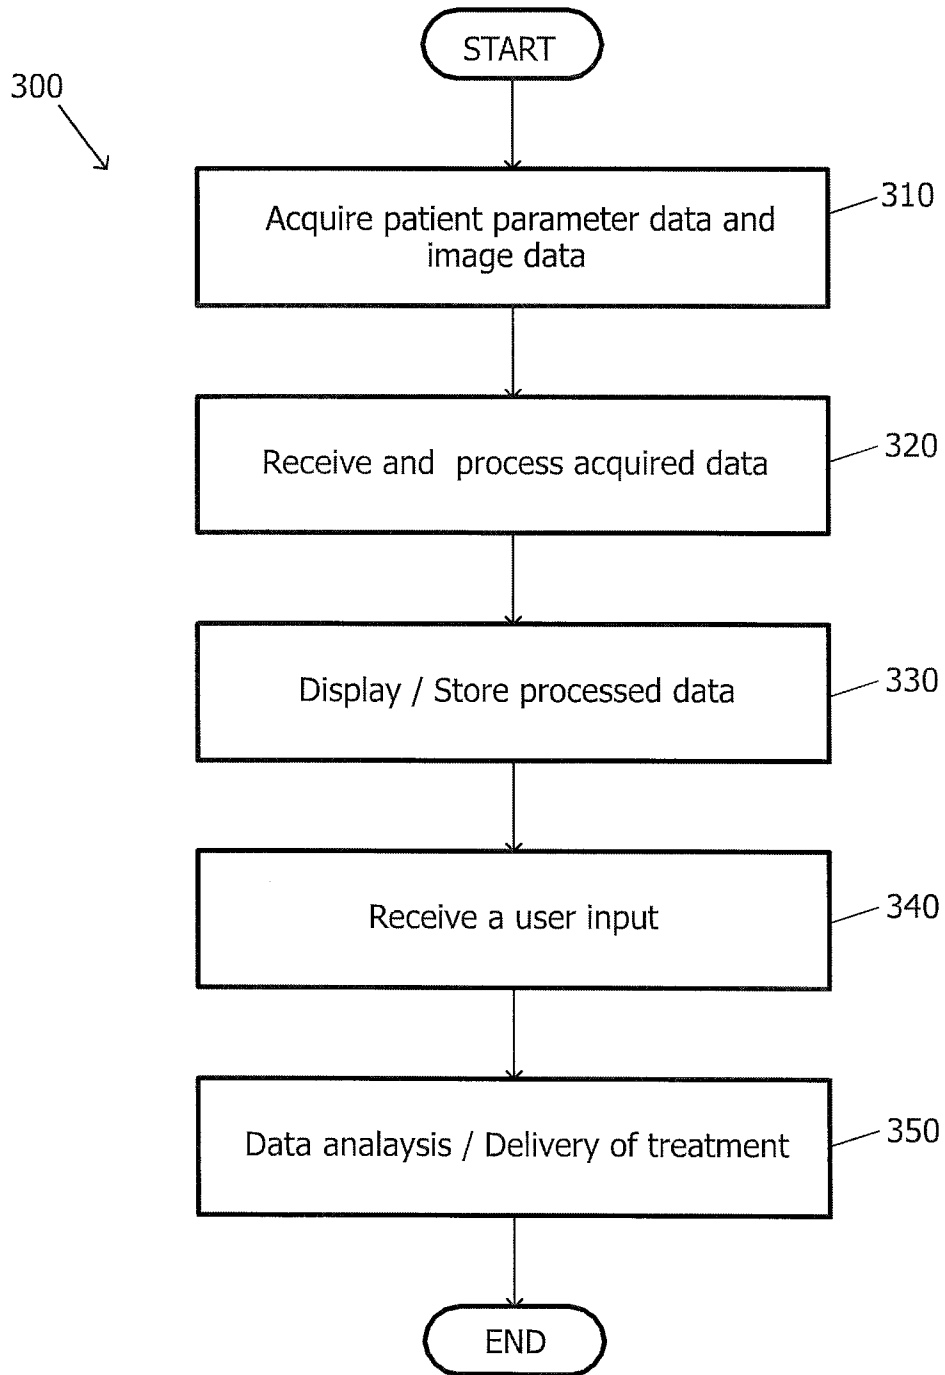 START
300
310
Acquire patient parameter data and
image data
320
Receive and process acquired data
330
Display / Store processed data
340
Receive a user input
350
Data analaysis / Delivery of treatment
END